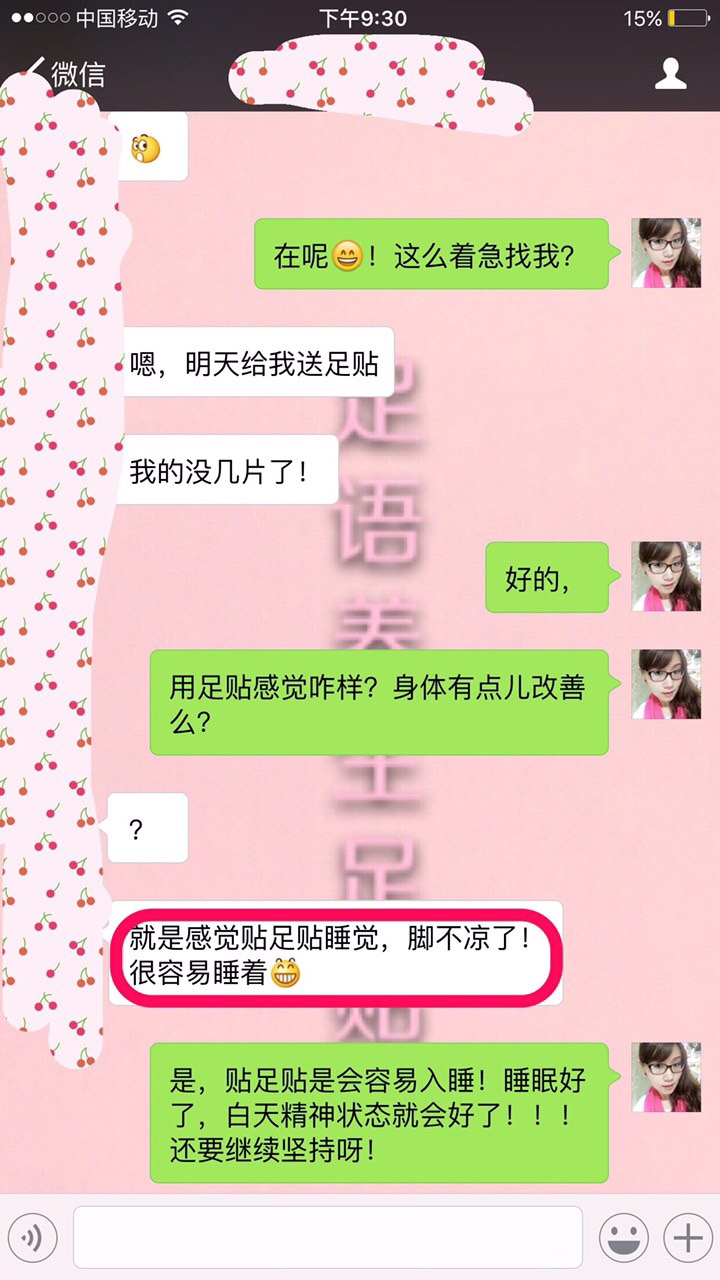 中国移动
下午9:30
15%
微信
在呢😄！这么着急找我？
嗯，明天给我送足贴
我的没几片了！
好的，
用足贴感觉咋样？身体有点儿改善
么？
？
就是感觉贴足贴睡觉，脚不凉了！
很容易睡着😁
是，贴足贴是会容易入睡！睡眠好
了，白天精神状态就会好了！！！
还要继续坚持呀！
足
语
养
生
足
贴